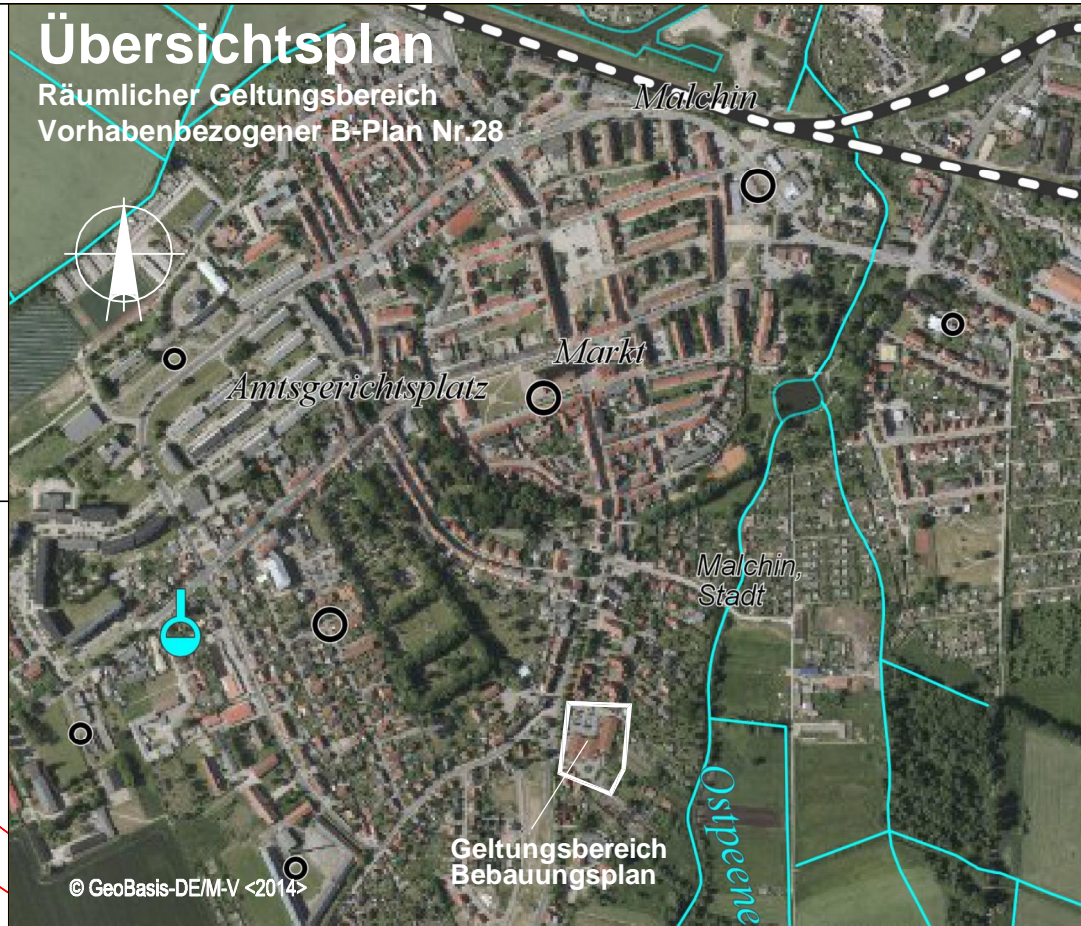 Übersichtsplan
Räumlicher Geltungsbereich
Vorhabenbezogener B-Plan Nr.28
Malchin
Markt
Amtsgerichtsplatz
Malchin,
Stadt
Ostpeene
Geltungsbereich
Bebauungsplan
© GeoBasis-DE/M-V <2014>